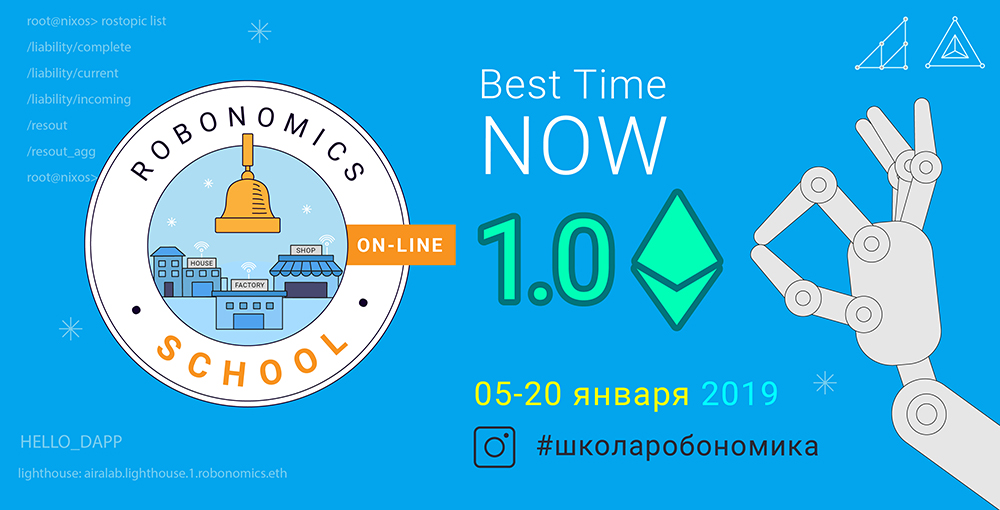 root@nixos> rostopic list
/liability/complete
/liability/current
/liability/incoming
/resout
/resout_agg
root@nixos>
ROBONOMICS
SCHOOL
ON-LINE
HOUSE
FACTORY
SHOP
Best Time
NOW
1.0
05-20 января 2019
#школаробономика
HELLO_DAPP
lighthouse: airalab.lighthouse.1.robonomics.eth